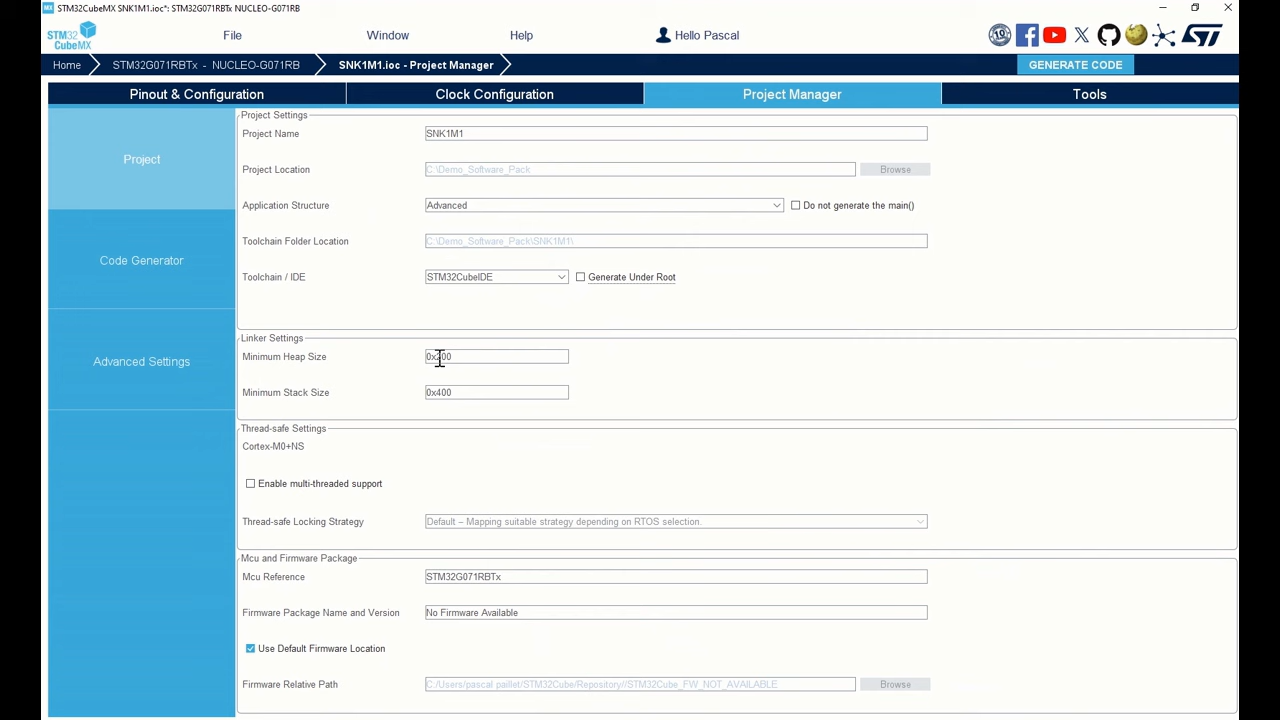 MX STM32CubeMX SNK1M1.ioc*: STM32G071RBTx NUCLEO-G071RB
STM32 CubeMX
File
Window
Help
Hello Pascal
10
Home
STM32G071RBTx - NUCLEO-G071RB
SNK1M1.ioc - Project Manager
GENERATE CODE
Pinout & Configuration
Clock Configuration
Project Manager
Tools
Project
Code Generator
Advanced Settings
Project Settings
Project Name
SNK1M1
Project Location
C:\Demo_Software_Pack
Browse
Application Structure
Advanced
Do not generate the main()
Toolchain Folder Location
C:\Demo_Software_Pack\SNK1M1\
Toolchain / IDE
STM32CubeIDE
Generate Under Root
Linker Settings
Minimum Heap Size
0x200
Minimum Stack Size
0x400
Thread-safe Settings
Cortex-M0+NS
Enable multi-threaded support
Thread-safe Locking Strategy
Default – Mapping suitable strategy depending on RTOS selection.
Mcu and Firmware Package
Mcu Reference
STM32G071RBTx
Firmware Package Name and Version
No Firmware Available
Use Default Firmware Location
Firmware Relative Path
C:/Users/pascal paillet/STM32Cube/Repository//STM32Cube_FW_NOT_AVAILABLE
Browse